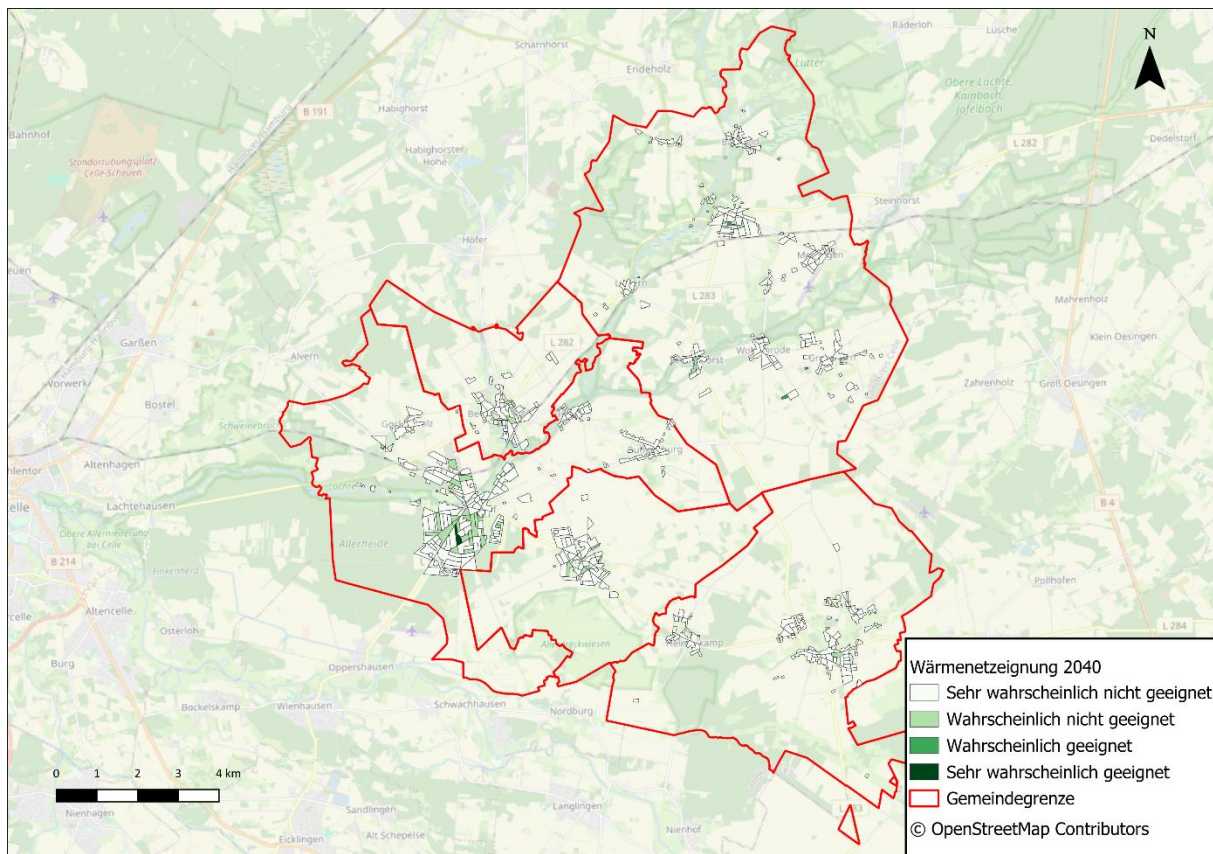 Räderloh
Lüsche
Scharnhorst
N
Endeholz
Lutter
Obere Lachte,
Kainbach,
Jafelbach
B 191
Habighorst
Bahnhof
Dedelstorf
L 282
Habighorster
Höhe
Standortübungsplatz
Celle-Scheuen
Steinhorst
Höfer
L 283
Mahrenholz
Garßen
Klein Oesingen
L 282
Alvern
Vorwerk
Zahrenholz
Groß Oesingen
Bostel
Altenhagen
Lachtehausen
B 4
Obere Allerniederung
bei Celle
Allerheide
B 214
Finkenherd
Pohlhöfen
Altencelle
Osterloh
L 284
Burg
Oppershausen
Wärmenetzeignung 2040
Sehr wahrscheinlich nicht geeignet
Wahrscheinlich nicht geeignet
Wahrscheinlich geeignet
Sehr wahrscheinlich geeignet
Gemeindegrenze
© OpenStreetMap Contributors
Bockelskamp
Wienhausen
Schwachhausen
Nordburg
0 1 2 3 4 km
Sandlingen
Langlingen
Nienhagen
Nienhof
Eicklingen
Alt Schepelse